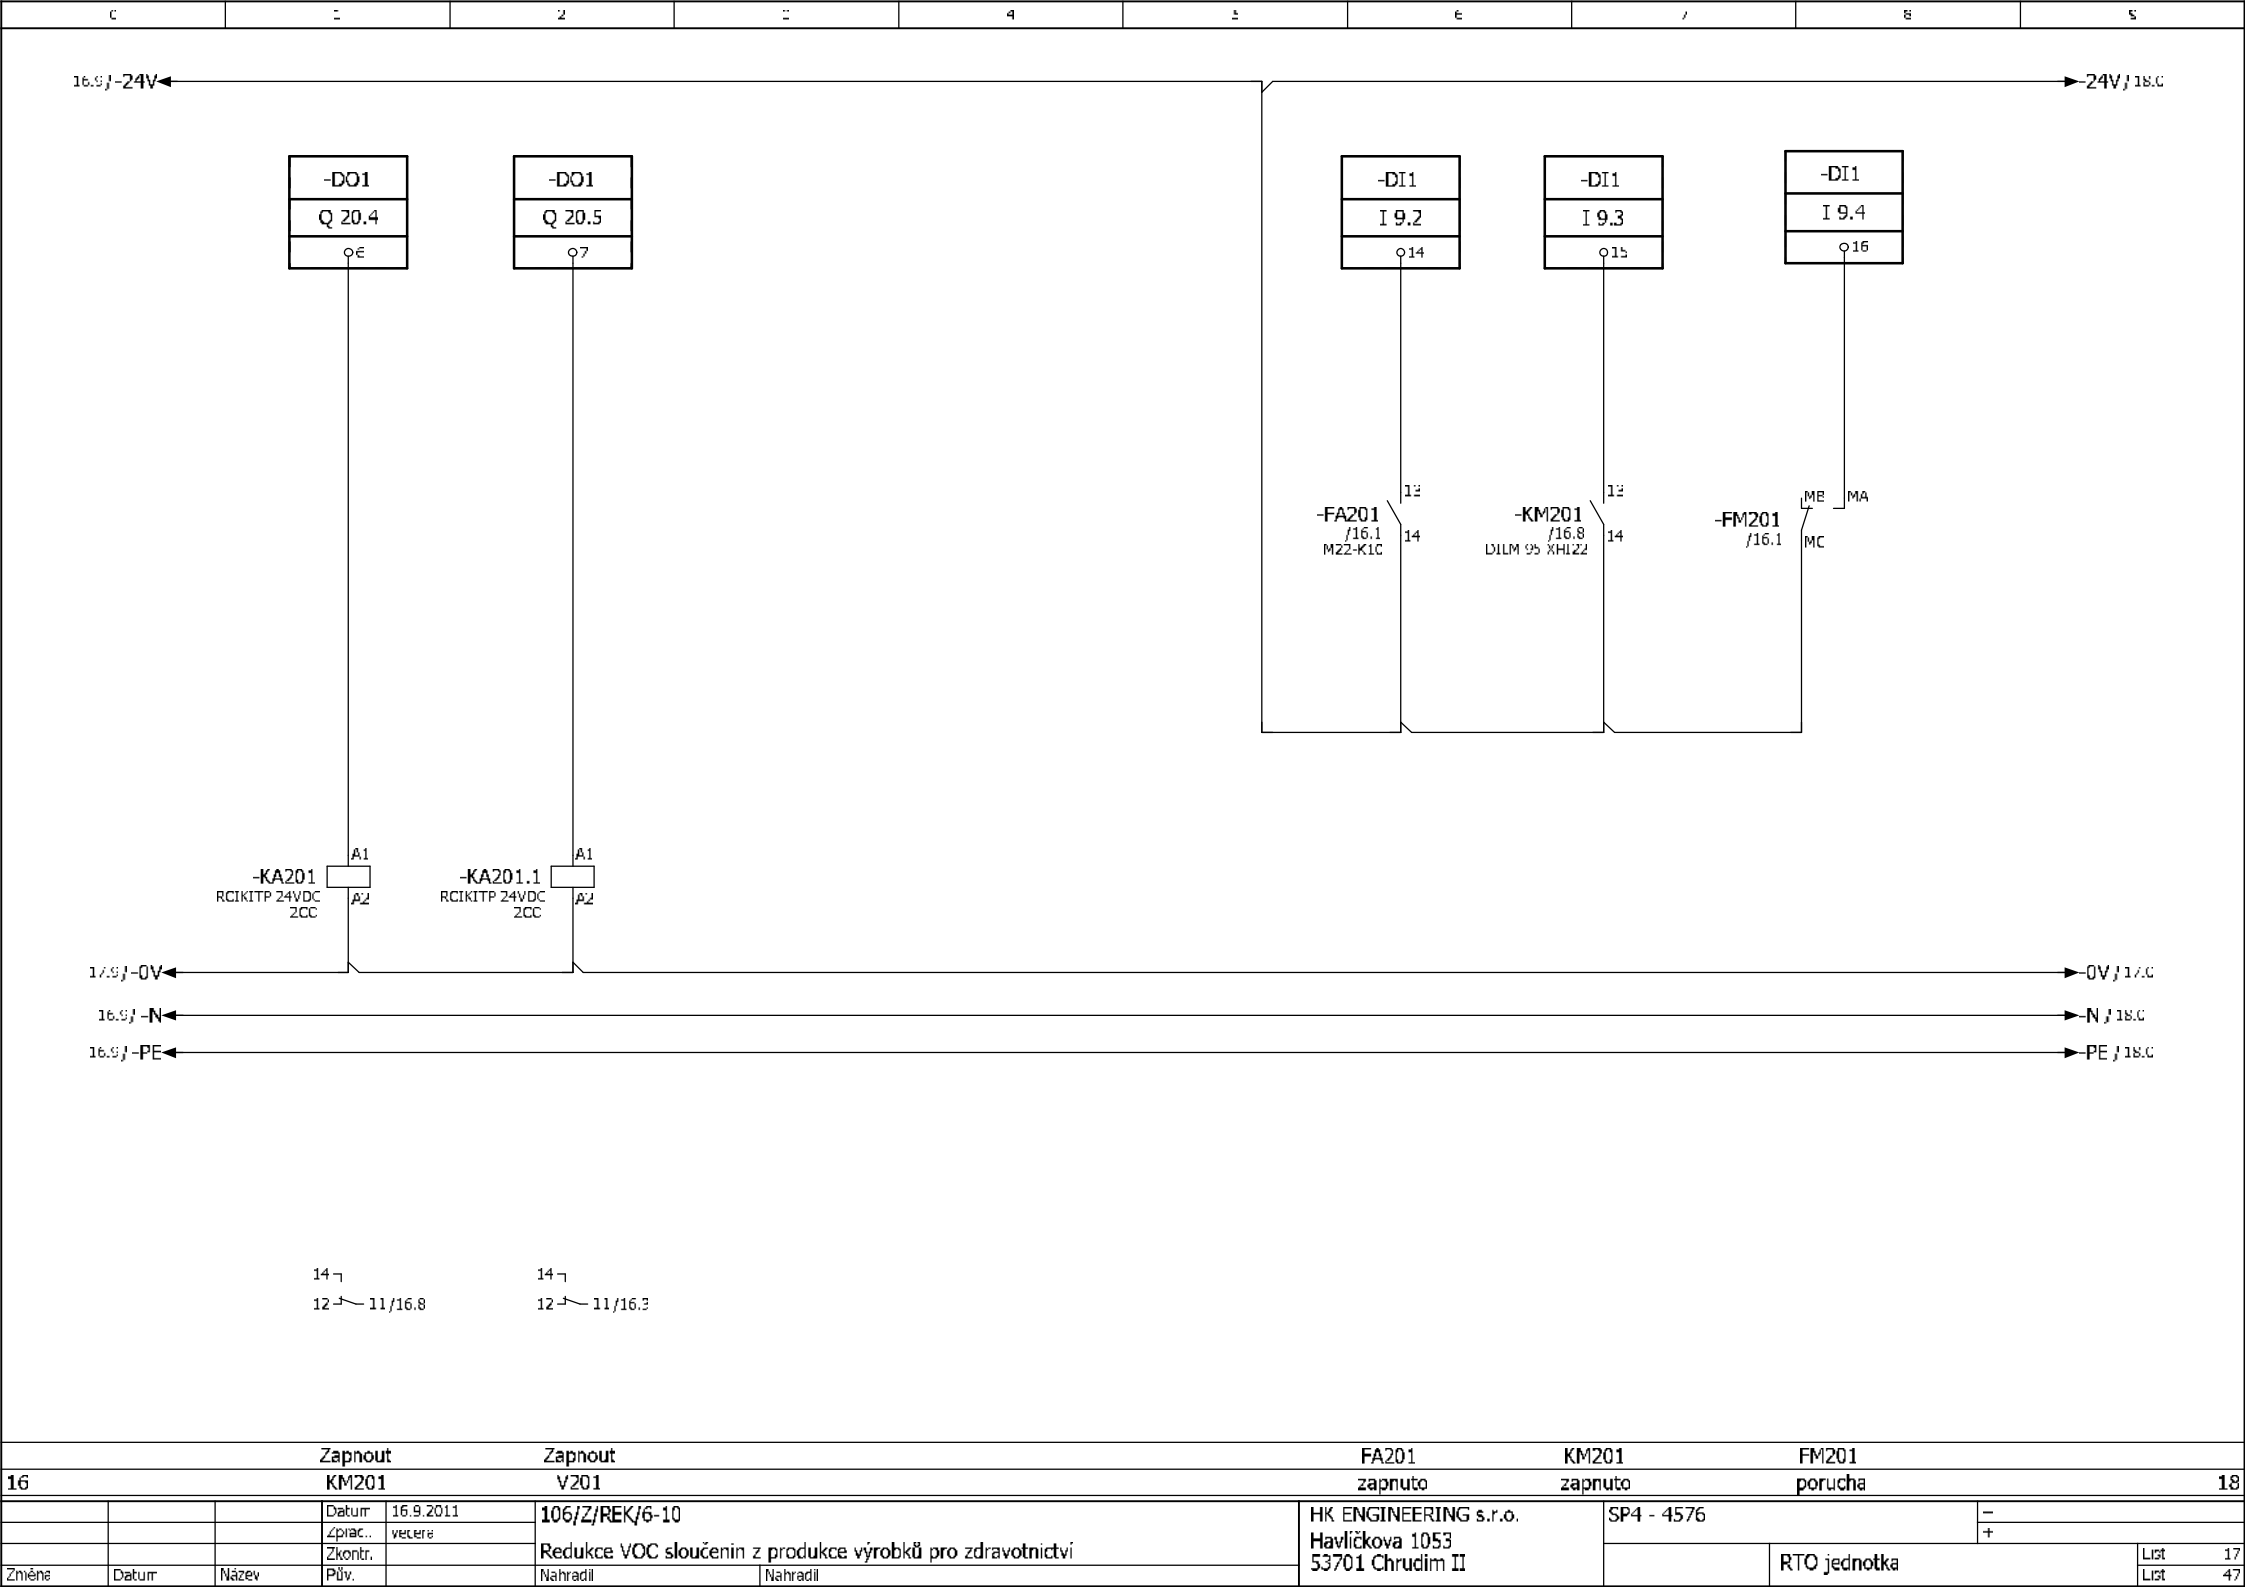 0 1 2 3 4 5 6 7 8 9
16.9/ -24V
-24V / 18.0
-DO1
Q 20.4
6
-DO1
Q 20.5
7
-DI1
I 9.2
14
-DI1
I 9.3
15
-DI1
I 9.4
16
13
-FA201
/16.1
14
M22-K10
13
-KM201
/16.8
14
DILM 95 XHI22
MB MA
-FM201
/16.1
MC
A1
-KA201
RCIKITP 24VDC
A2
2CO
A1
-KA201.1
RCIKITP 24VDC
A2
2CO
17.9/ -0V
-0V / 17.0
16.9/ -N
-N / 18.0
16.9/ -PE
-PE / 18.0
14
12 11/16.8
14
12 11/16.3
Zapnout Zapnout FA201 KM201 FM201
16 KM201 V201 zapnuto zapnuto porucha 18
Datum 16.9.2011
Zprac.. večeřa
Zkontr.
Změna Datum Název Pův.
106/Z/REK/6-10
Redukce VOC sloučenin z produkce výrobků pro zdravotnictví
Nahradil Nahradil
HK ENGINEERING s.r.o.
Havlíčkova 1053
53701 Chrudim II
SP4 - 4576
RTO jednotka
–
+
List 17
List 47